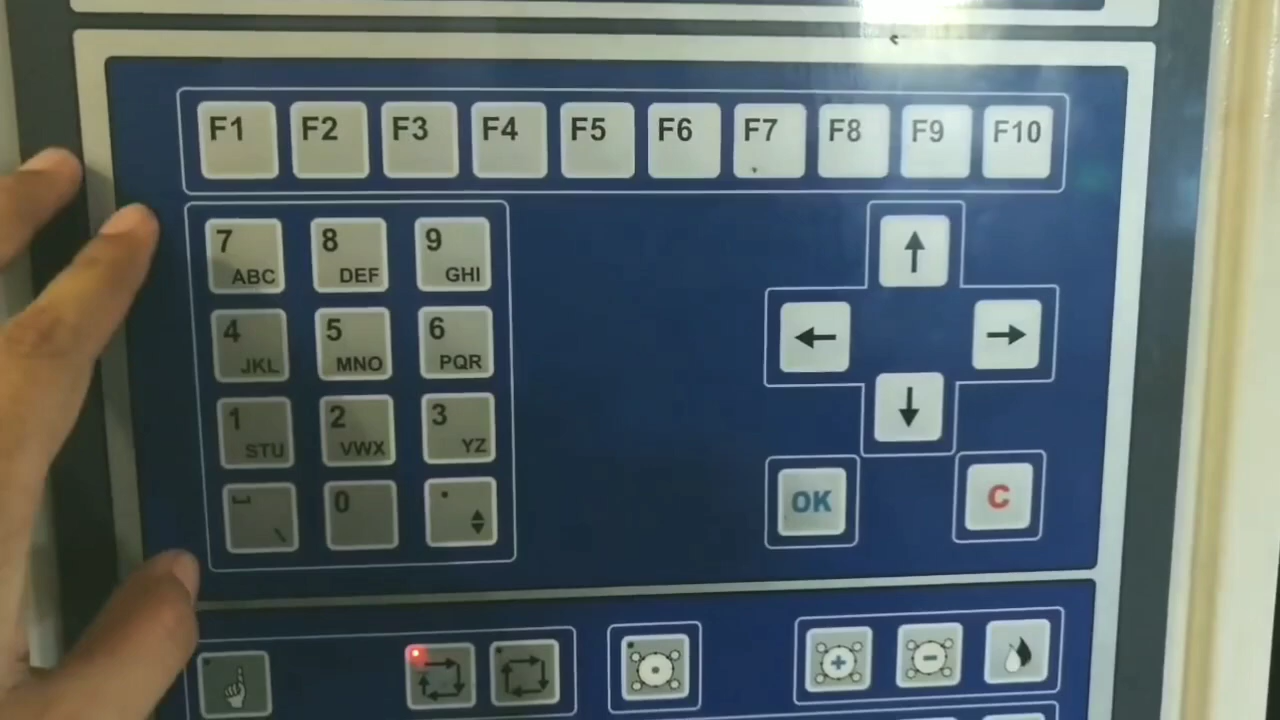 F1 F2 F3 F4 F5 F6 F7 F8 F9 F10
7 ABC 8 DEF 9 GHI
4 JKL 5 MNO 6 PQR
1 STU 2 VWX 3 YZ
0
OK C